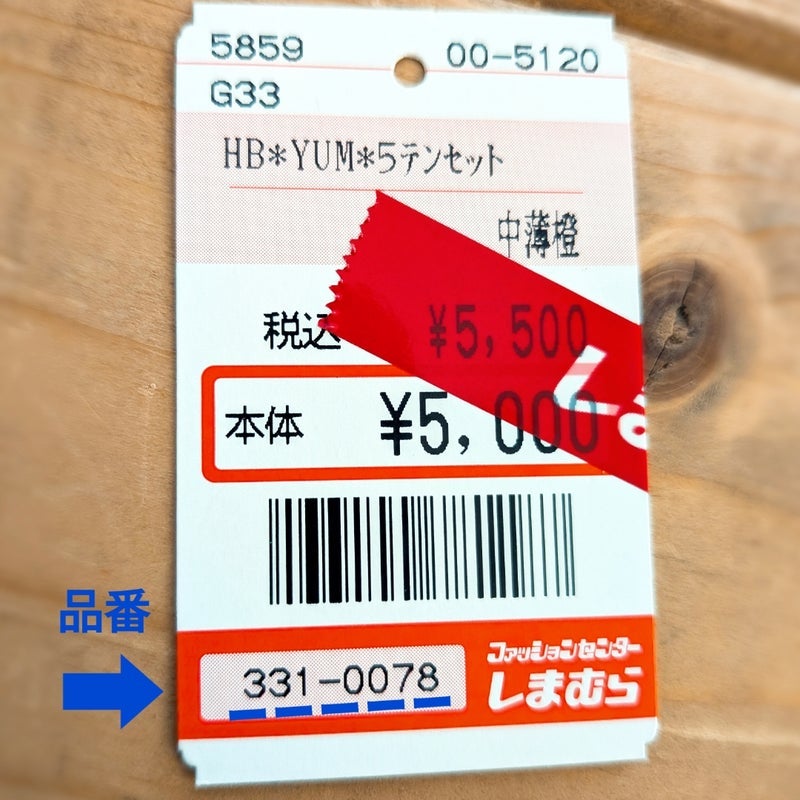 5859 00-5120
G33
HB*YUM*5テンセット
中薄橙
税込 ¥5,500
本体 ¥5,000
品番
331-0078
ファッションセンター
しまむら